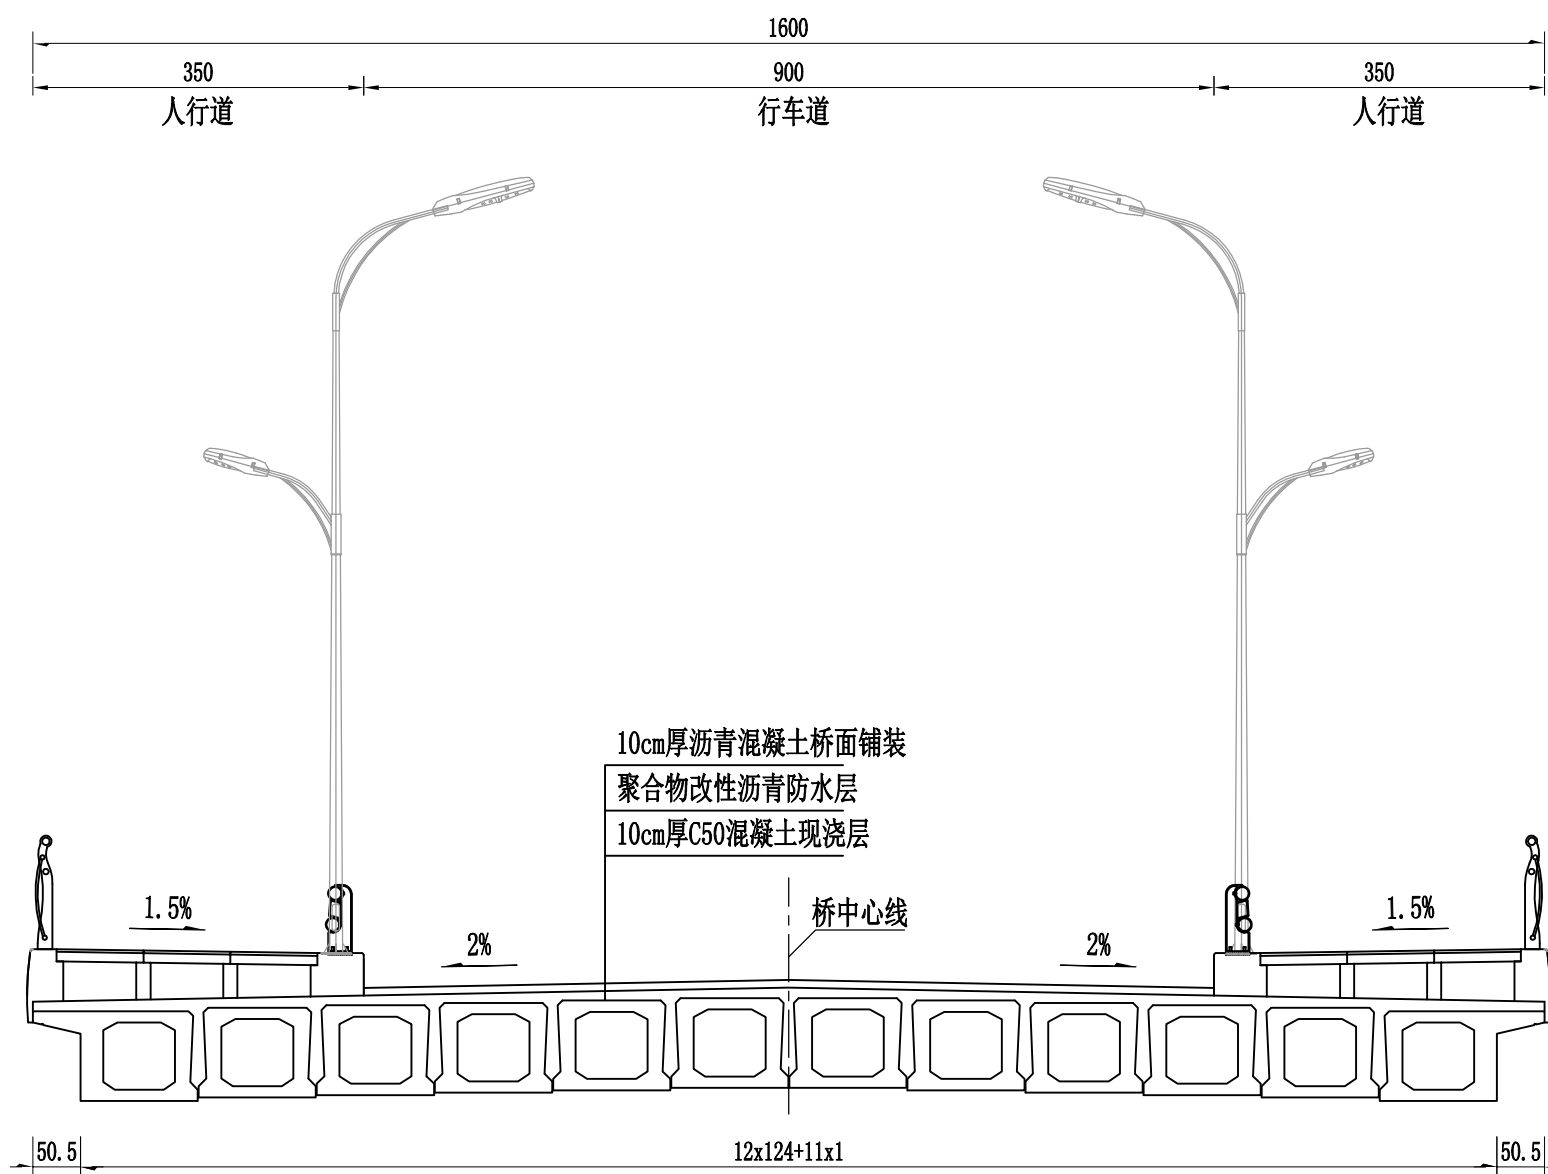 1600
350 900 350
人行道 行车道 人行道
10cm厚沥青混凝土桥面铺装
聚合物改性沥青防水层
10cm厚C50混凝土现浇层
1.5% 桥中心线 1.5%
2% 2%
50.5 12x124+11x1 50.5